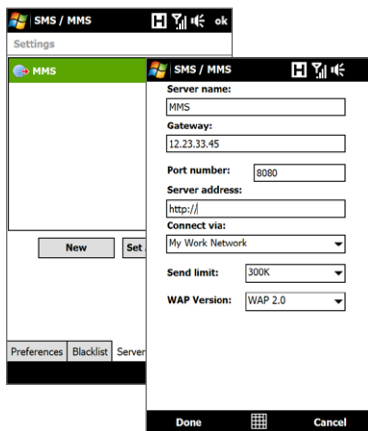 SMS / MMS
H
ok
Settings
MMS
New
Set
Preferences
Blacklist
Server
SMS / MMS
H
Server name:
MMS
Gateway:
12.23.33.45
Port number:
8080
Server address:
http://
Connect via:
My Work Network
Send limit:
300K
WAP Version:
WAP 2.0
Done
Cancel